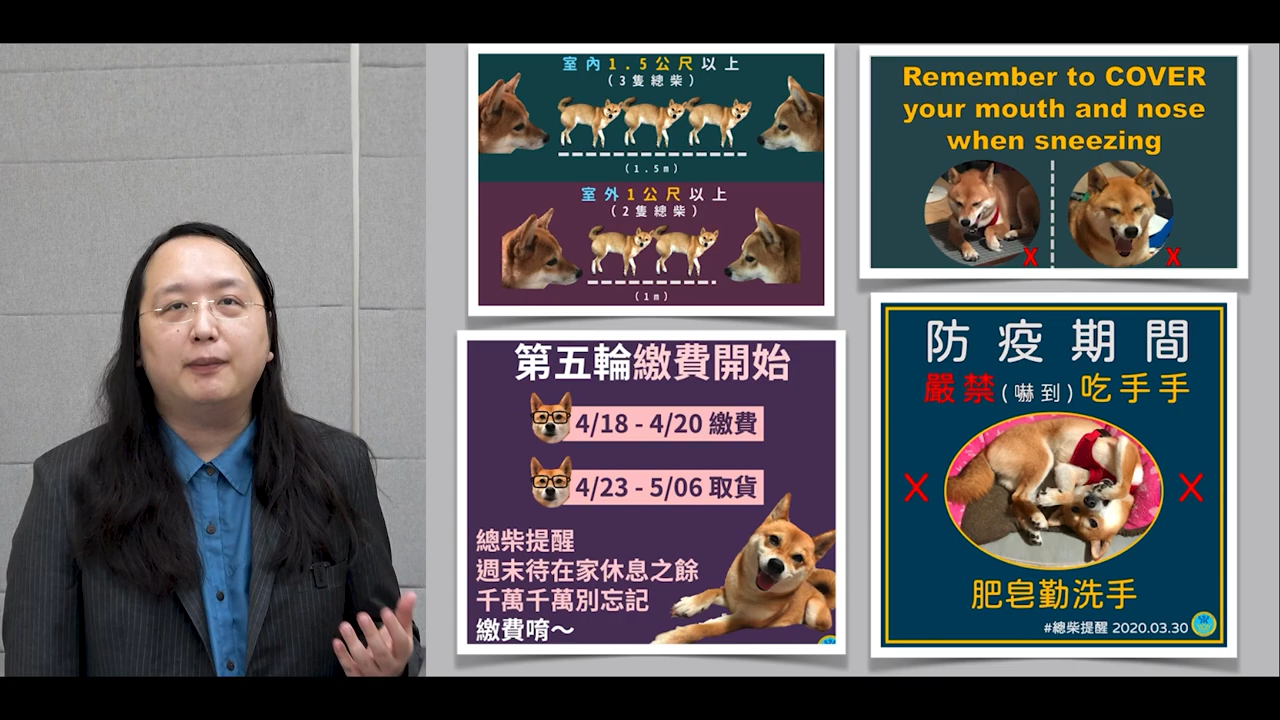 室內1.5公尺以上
(3隻總柴)
(1.5m)
室外1公尺以上
(2隻總柴)
(1m)
Remember to COVER
your mouth and nose
when sneezing
X
X
第五輪繳費開始
4/18 - 4/20 繳費
4/23 - 5/06 取貨
總柴提醒
週末待在家休息之餘
千萬千萬別忘記
繳費唷~
防疫期間
嚴禁(嚇到)吃手手
X
X
肥皂勤洗手
#總柴提醒 2020.03.30